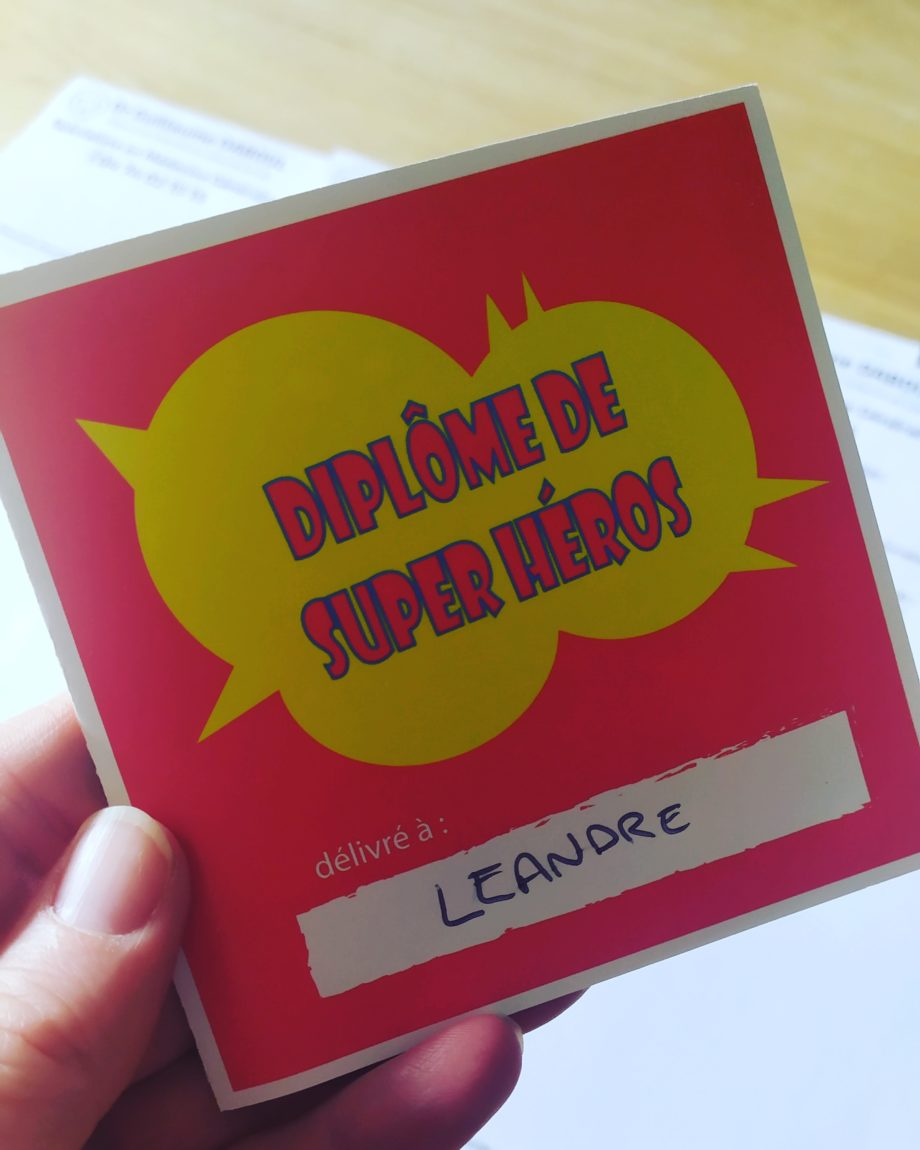 DIPLÔME DE
SUPER HÉROS
délivré à :
LEANDRE